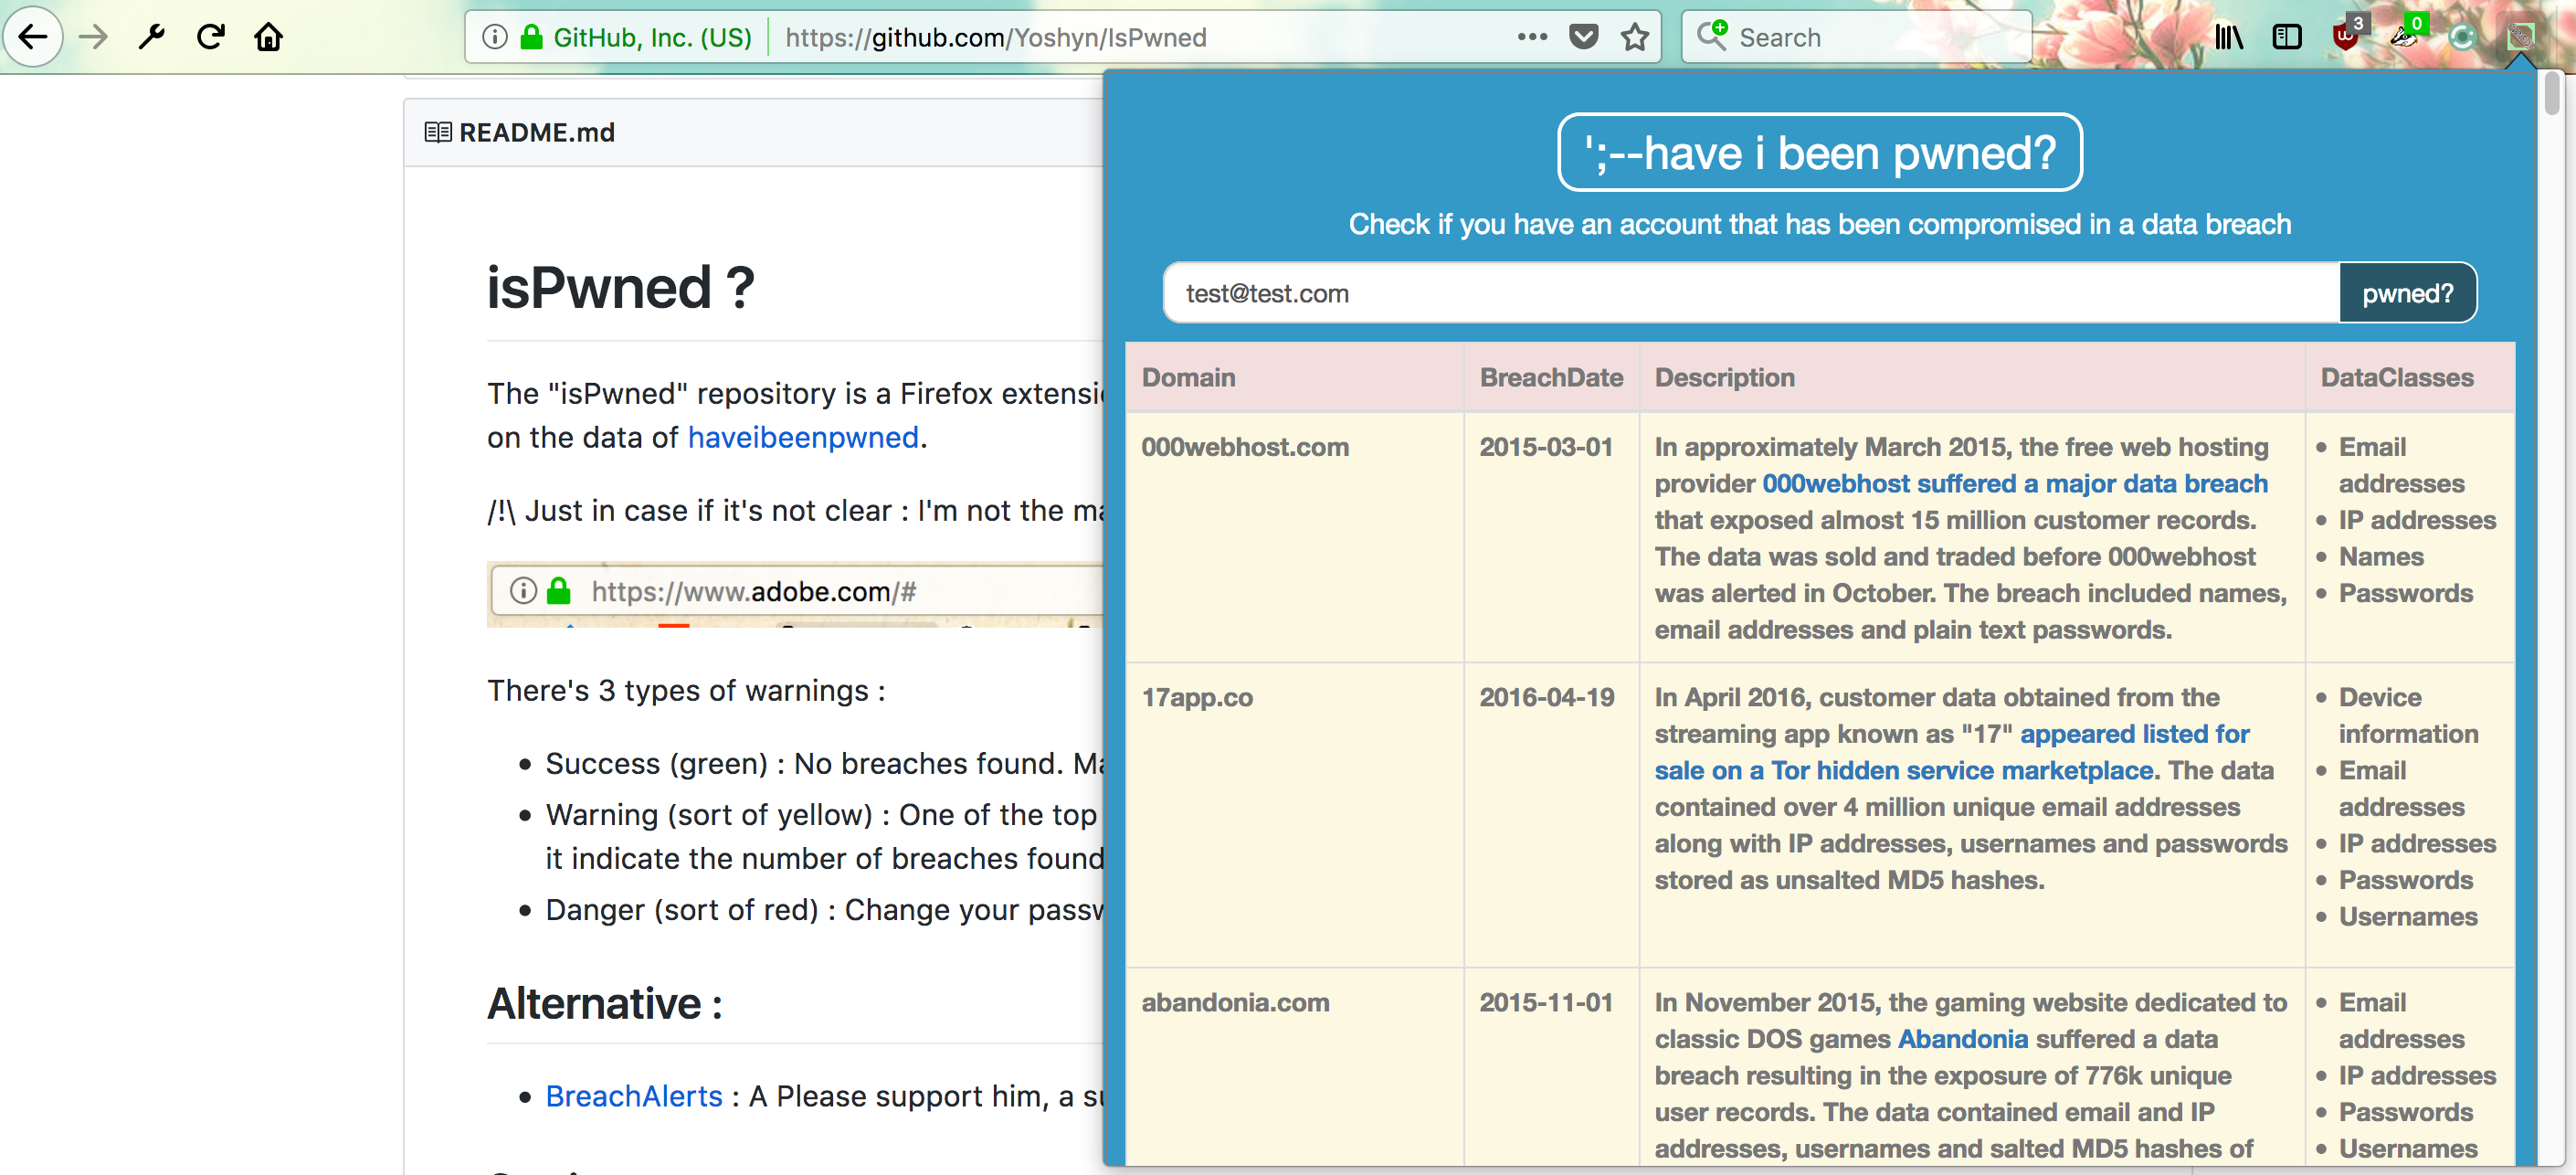 GitHub, Inc. (US)
https://github.com/Yoshyn/IsPwned
Search
3
0
README.md
isPwned ?
The "isPwned" repository is a Firefox extensi
on the data of haveibeenpwned.
/!\ Just in case if it's not clear : I'm not the ma
https://www.adobe.com/#
There's 3 types of warnings :
Success (green) : No breaches found. Ma
Warning (sort of yellow) : One of the top
it indicate the number of breaches found
Danger (sort of red) : Change your passw
Alternative :
BreachAlerts : A Please support him, a su
';--have i been pwned?
Check if you have an account that has been compromised in a data breach
test@test.com
pwned?
Domain
BreachDate
Description
DataClasses
000webhost.com
2015-03-01
In approximately March 2015, the free web hosting
provider 000webhost suffered a major data breach
that exposed almost 15 million customer records.
The data was sold and traded before 000webhost
was alerted in October. The breach included names,
email addresses and plain text passwords.
Email
addresses
IP addresses
Names
Passwords
17app.co
2016-04-19
In April 2016, customer data obtained from the
streaming app known as "17" appeared listed for
sale on a Tor hidden service marketplace. The data
contained over 4 million unique email addresses
along with IP addresses, usernames and passwords
stored as unsalted MD5 hashes.
Device
information
Email
addresses
IP addresses
Passwords
Usernames
abandonia.com
2015-11-01
In November 2015, the gaming website dedicated to
classic DOS games Abandonia suffered a data
breach resulting in the exposure of 776k unique
user records. The data contained email and IP
addresses, usernames and salted MD5 hashes of
Email
addresses
IP addresses
Passwords
Usernames